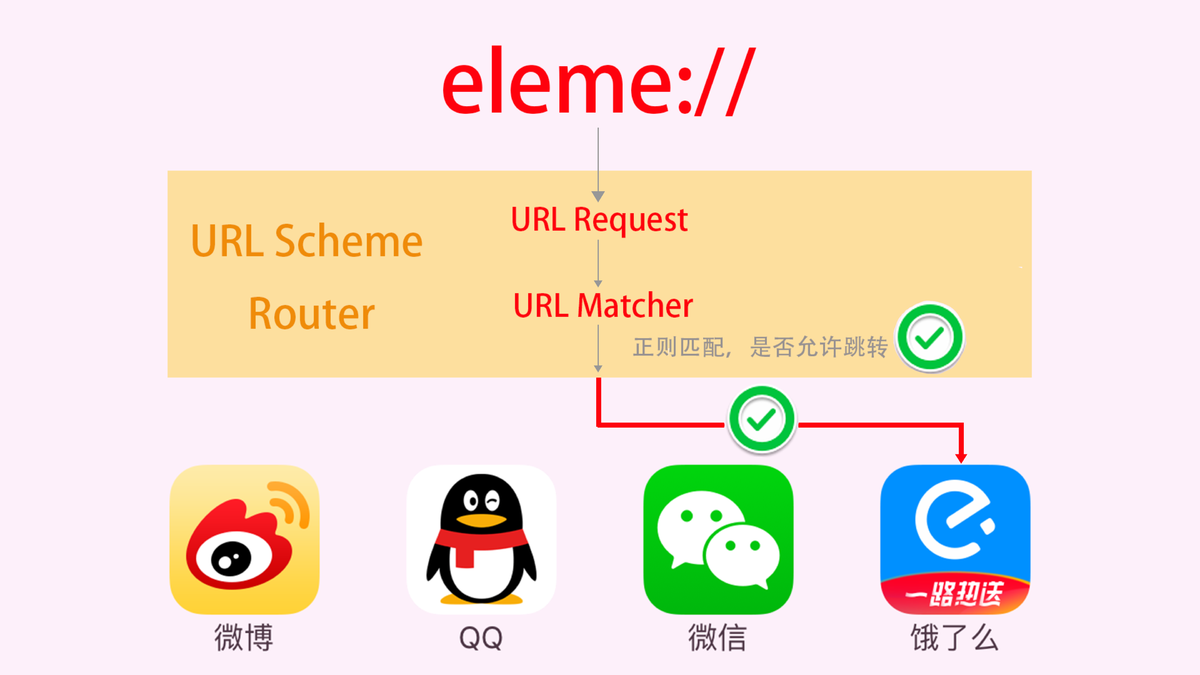 eleme://
URL Scheme
Router
URL Request
URL Matcher
正则匹配，是否允许跳转
一路热送
微博
QQ
微信
饿了么